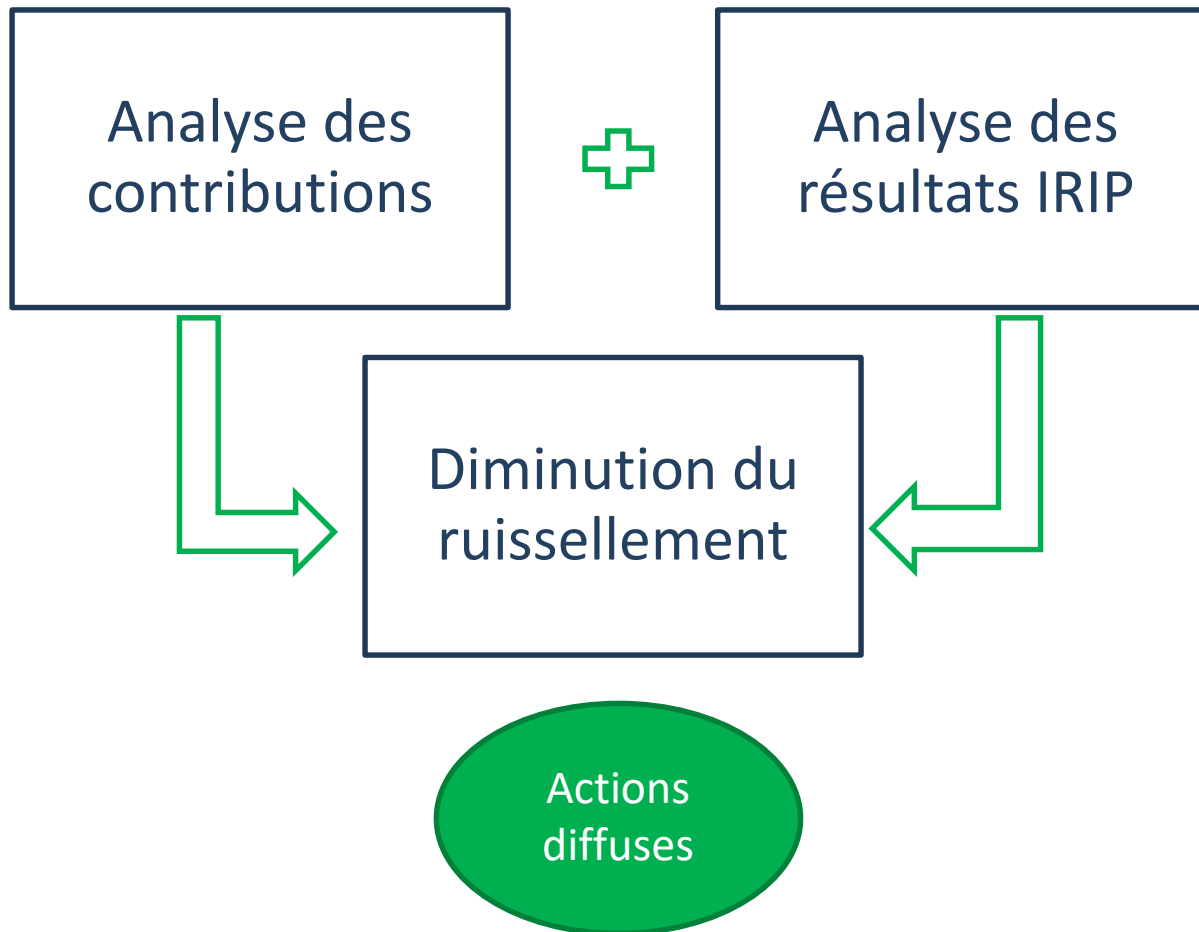 Analyse des
contributions
Analyse des
résultats IRIP
Diminution du
ruissellement
Actions
diffuses